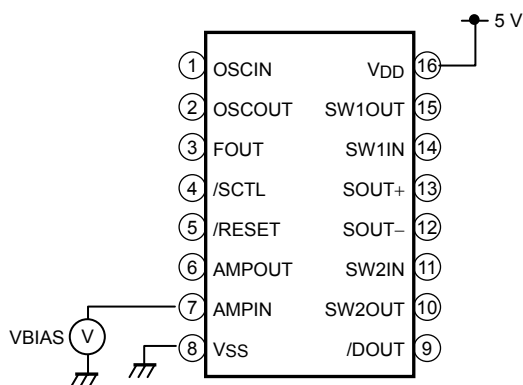 5 V
1 OSCIN VDD 16
2 OSCOUT SW1OUT 15
3 FOUT SW1IN 14
4 /SCTL SOUT+ 13
5 /RESET SOUT− 12
6 AMPOUT SW2IN 11
7 AMPIN SW2OUT 10
VBIAS V 8 VSS /DOUT 9